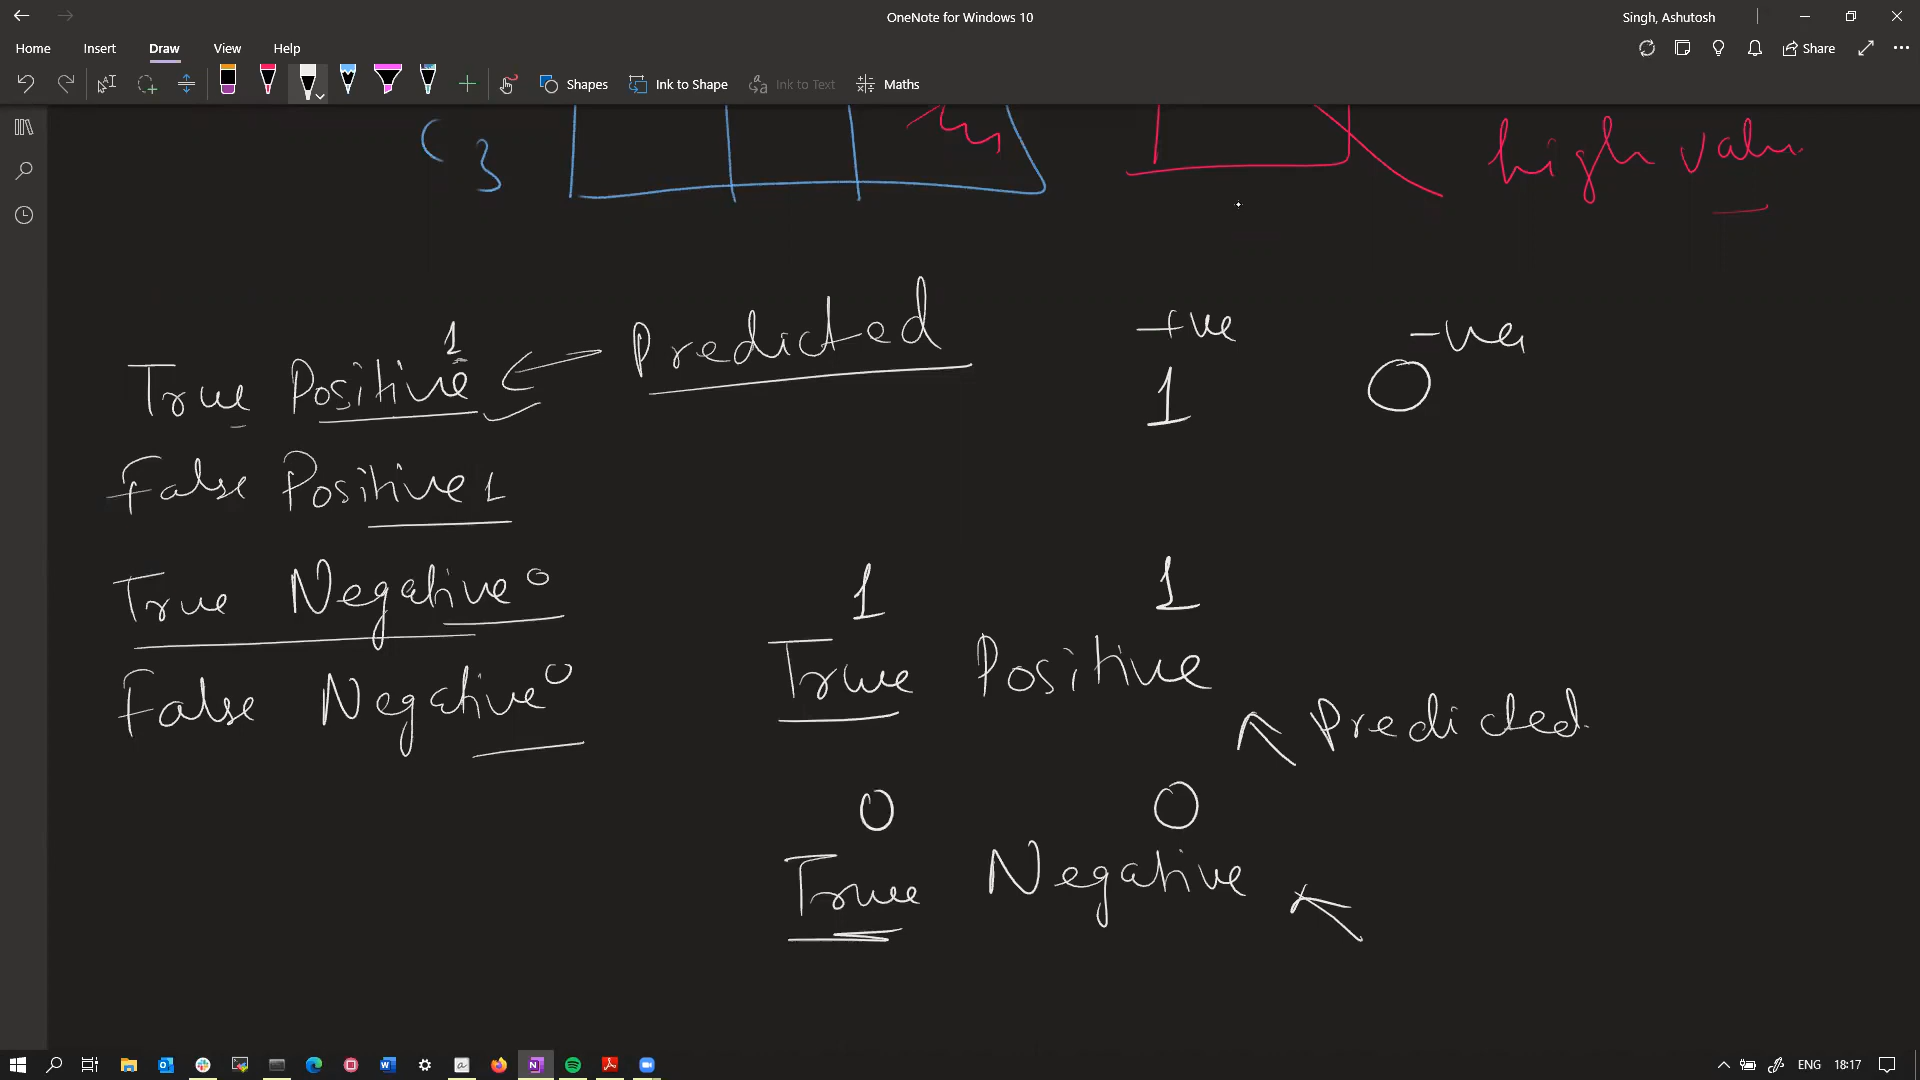 OneNote for Windows 10
Singh, Ashutosh
Home Insert Draw View Help
Share
Shapes Ink to Shape Ink to Text Maths
C3
high valu
True Positive 1 Predicted
+ve -ve
1 0
False Positive 1
True Negative 0
False Negative 0
1 1
True Positive
Predicted
0 0
True Negative
ENG 18:17